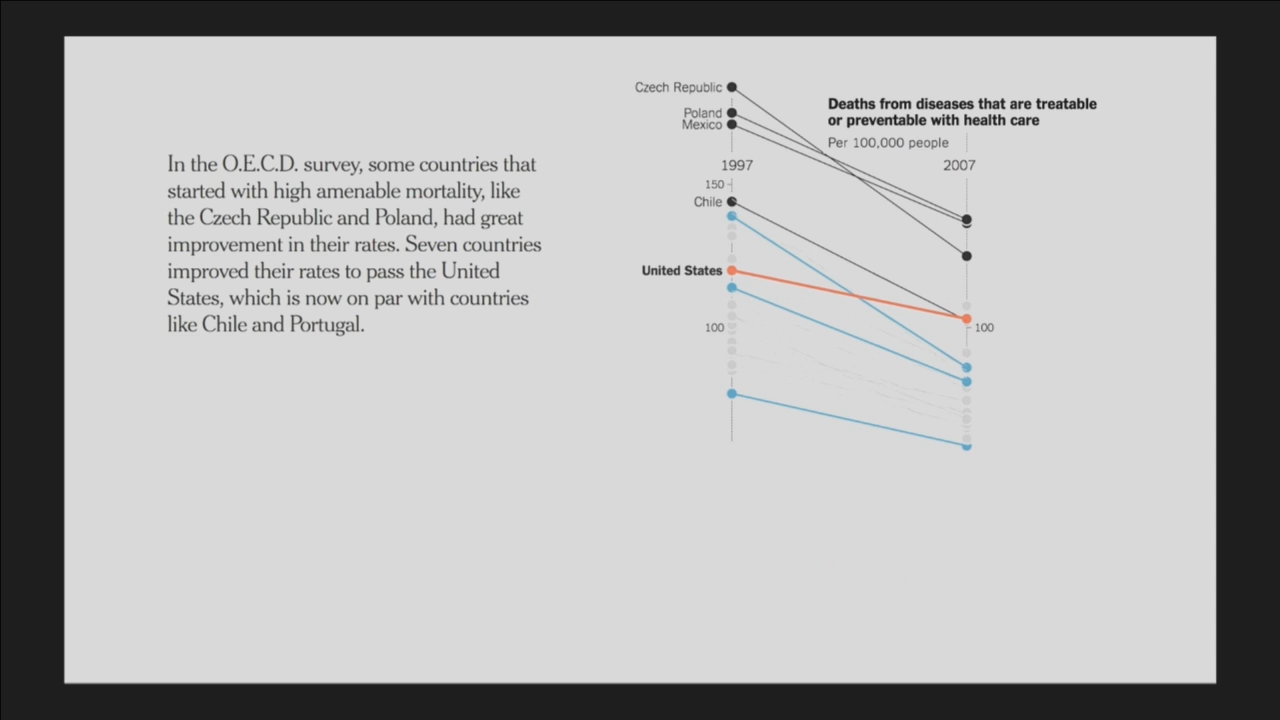 In the O.E.C.D. survey, some countries that
started with high amenable mortality, like
the Czech Republic and Poland, had great
improvement in their rates. Seven countries
improved their rates to pass the United
States, which is now on par with countries
like Chile and Portugal.
Deaths from diseases that are treatable
or preventable with health care
Per 100,000 people
Czech Republic
Poland
Mexico
1997
2007
150
Chile
United States
100
100